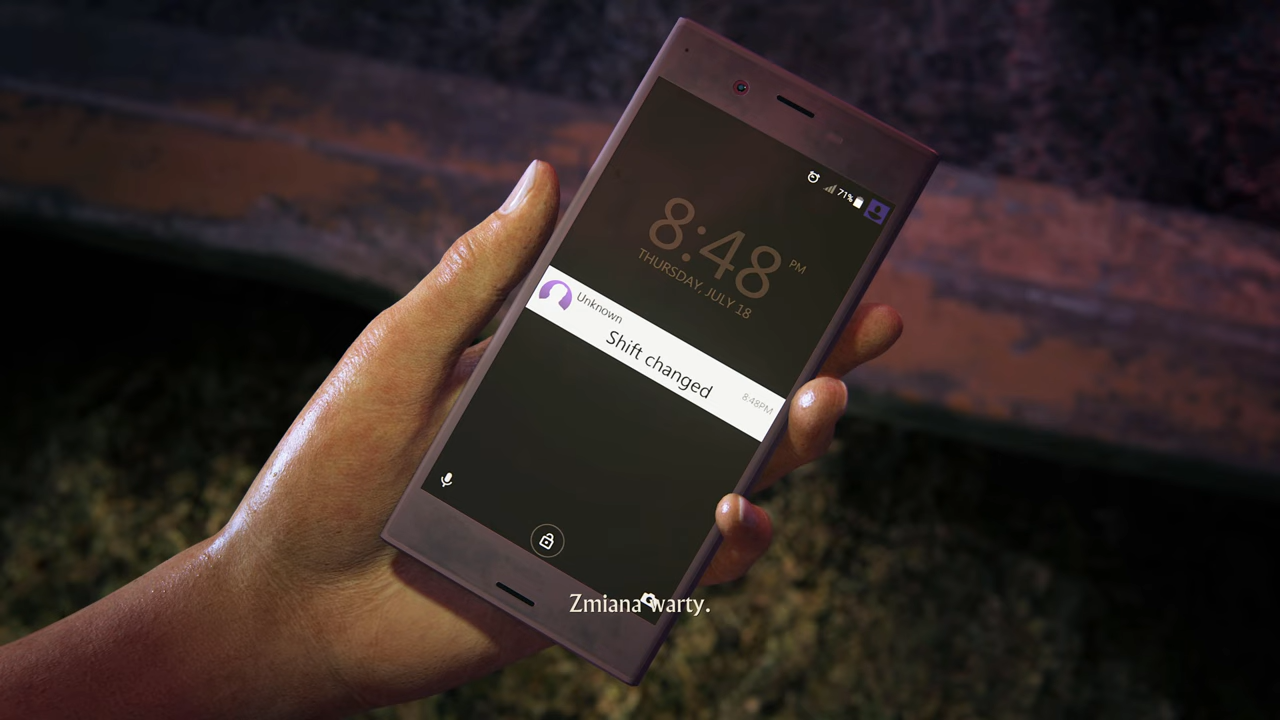 71%
8:48 PM
THURSDAY, JULY 18
Unknown
Shift changed
8:48PM
Zmiana warty.